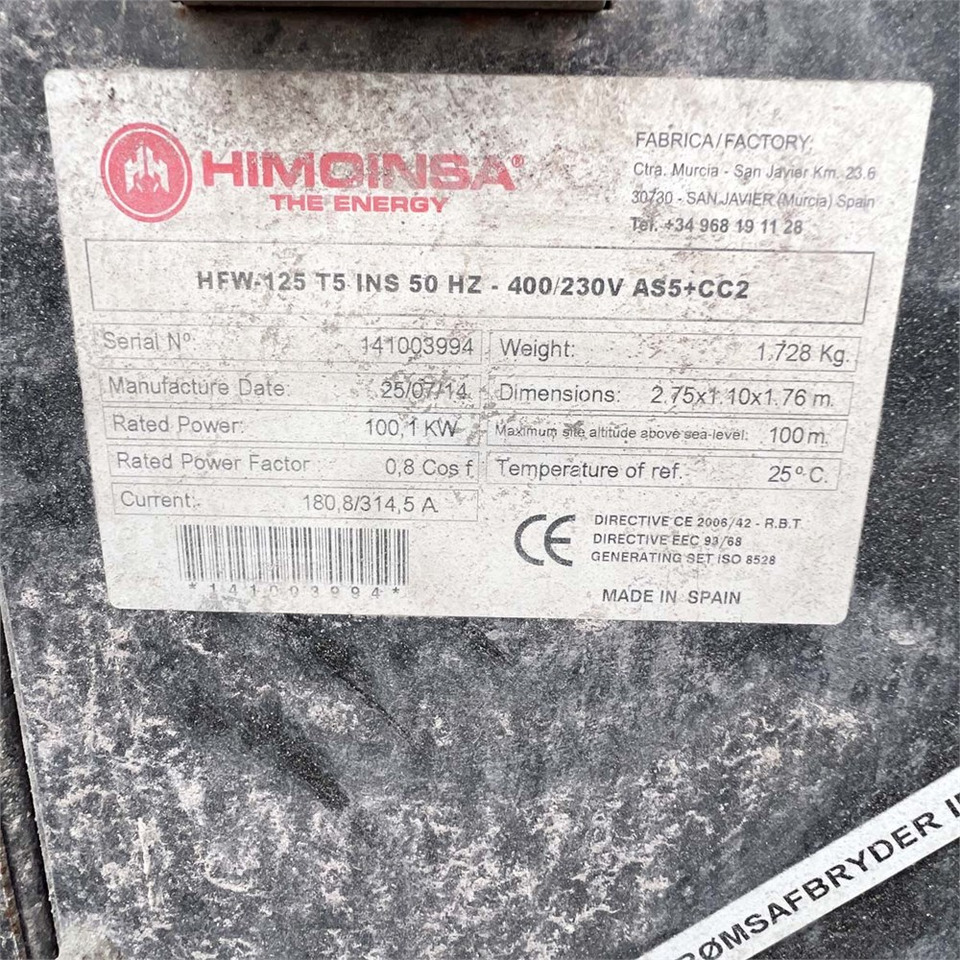 HIMOINSA®
THE ENERGY
FABRICA/FACTORY:
Ctra. Murcia - San Javier Km. 23.6
30730 - SAN JAVIER (Murcia) Spain
Tel. +34 968 19 11 28
HFW-125 T5 INS 50 HZ - 400/230V AS5+CC2
Serial Nº: 141003994
Weight: 1.728 Kg.
Manufacture Date 25/07/14
Dimensions: 2.75x1.10x1.76 m.
Rated Power: 100,1 KW
Maximum site altitude above sea-level: 100 m.
Rated Power Factor : 0,8 Cos f
Temperature of ref. 25º C.
Current: 180,8/314,5 A
*141003994*
CE
DIRECTIVE CE 2006/42 - R.B.T
DIRECTIVE EEC 93/68
GENERATING SET ISO 8528
MADE IN SPAIN
RØMSAFBRYDER